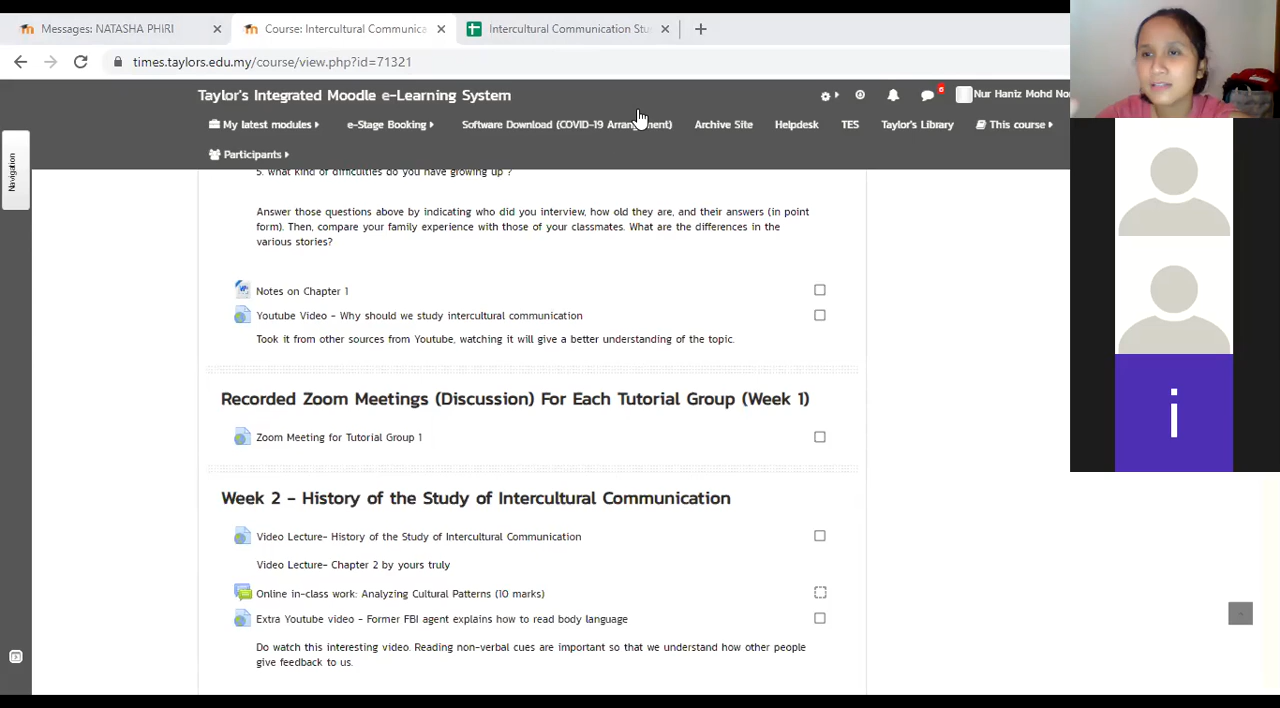 Messages: NATASHA PHIRI
Course: Intercultural Communica
Intercultural Communication Stu
times.taylors.edu.my/course/view.php?id=71321
Taylor's Integrated Moodle e-Learning System
6
Nur Haniz Mohd Nor
My latest modules
e-Stage Booking
Software Download (COVID-19 Arrangement)
Archive Site
Helpdesk
TES
Taylor's Library
This course
Participants
Navigation
5. What kind of difficulties do you have growing up ?
Answer those questions above by indicating who did you interview, how old they are, and their answers (in point
form). Then, compare your family experience with those of your classmates. What are the differences in the
various stories?
Notes on Chapter 1
Youtube Video - Why should we study intercultural communication
Took it from other sources from Youtube, watching it will give a better understanding of the topic.
Recorded Zoom Meetings (Discussion) For Each Tutorial Group (Week 1)
Zoom Meeting for Tutorial Group 1
Week 2 - History of the Study of Intercultural Communication
Video Lecture- History of the Study of Intercultural Communication
Video Lecture- Chapter 2 by yours truly
Online in-class work: Analyzing Cultural Patterns (10 marks)
Extra Youtube video - Former FBI agent explains how to read body language
Do watch this interesting video. Reading non-verbal cues are important so that we understand how other people
give feedback to us.
i